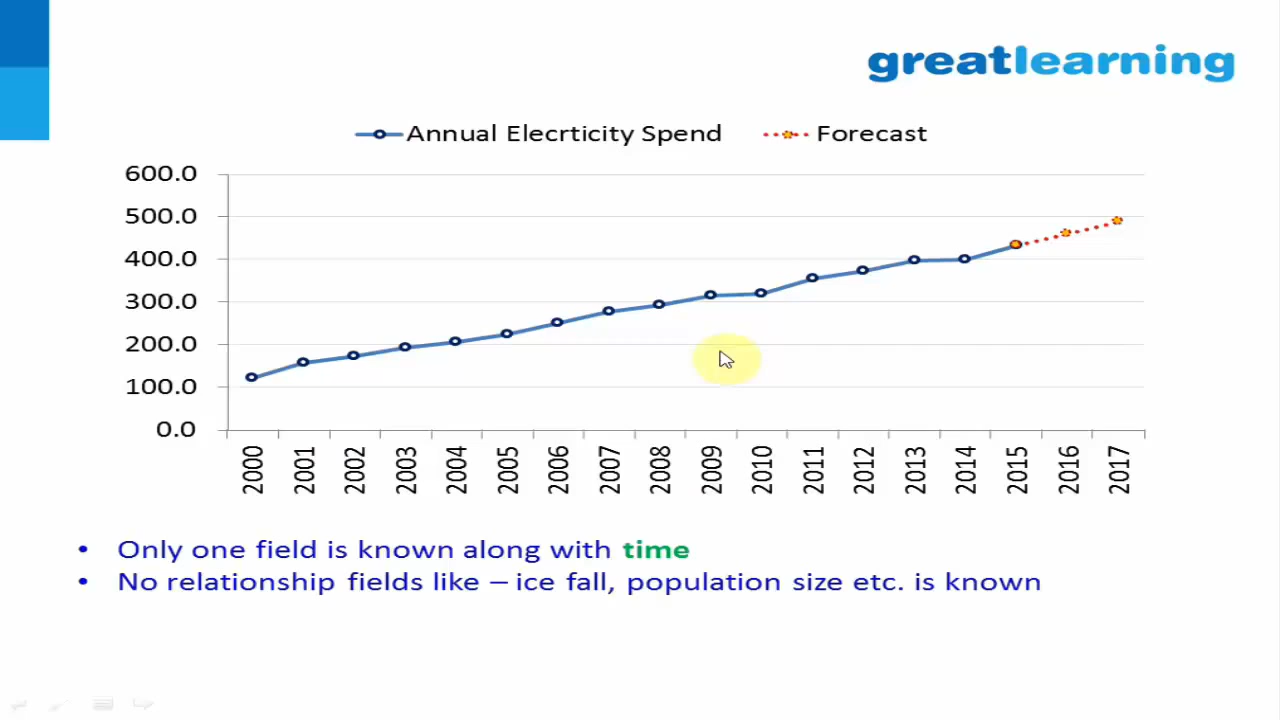 greatlearning
Annual Elecrticity Spend Forecast
600.0
500.0
400.0
300.0
200.0
100.0
0.0
2000 2001 2002 2003 2004 2005 2006 2007 2008 2009 2010 2011 2012 2013 2014 2015 2016 2017
• Only one field is known along with time
• No relationship fields like – ice fall, population size etc. is known